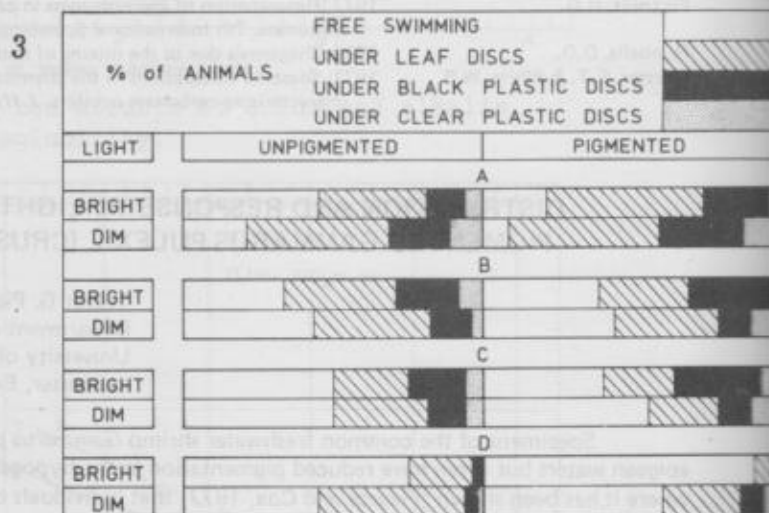 3
% of ANIMALS
FREE SWIMMING
UNDER LEAF DISCS
UNDER BLACK PLASTIC DISCS
UNDER CLEAR PLASTIC DISCS
LIGHT UNPIGMENTED PIGMENTED
A
BRIGHT
DIM
B
BRIGHT
DIM
C
BRIGHT
DIM
D
BRIGHT
DIM